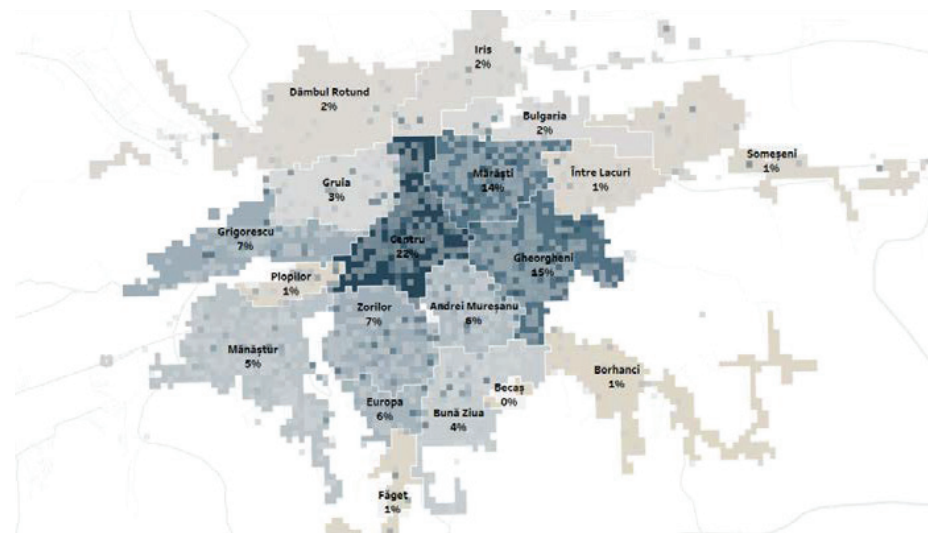 Iris
2%
Dâmbul Rotund
2%
Bulgaria
2%
Someșeni
1%
Mărăști
14%
Între Lacuri
1%
Gruia
3%
Grigorescu
7%
Centru
22%
Gheorgheni
15%
Plopilor
1%
Zorilor
7%
Andrei Mureșanu
6%
Mănăștur
5%
Borhanci
1%
Becaș
0%
Europa
6%
Bună Ziua
4%
Făget
1%